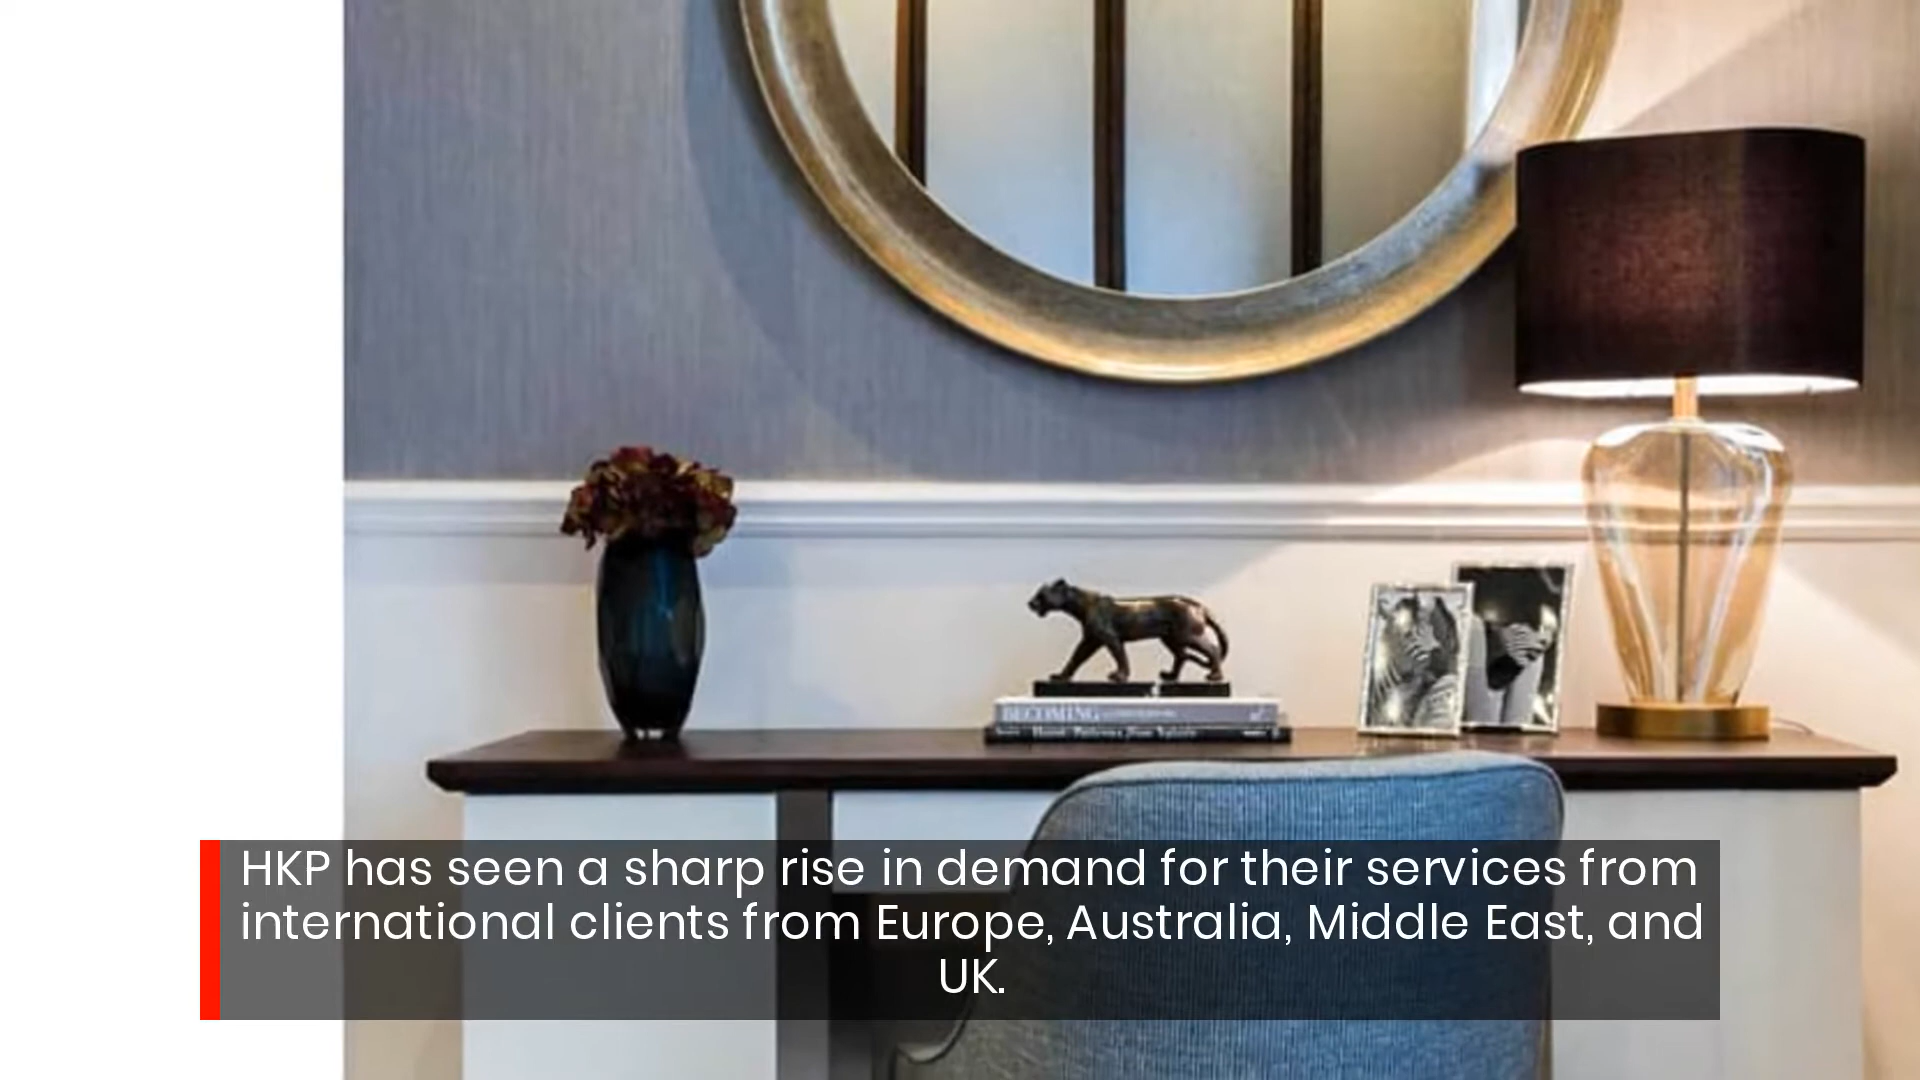 BECOMING
HKP has seen a sharp rise in demand for their services from
international clients from Europe, Australia, Middle East, and
UK.